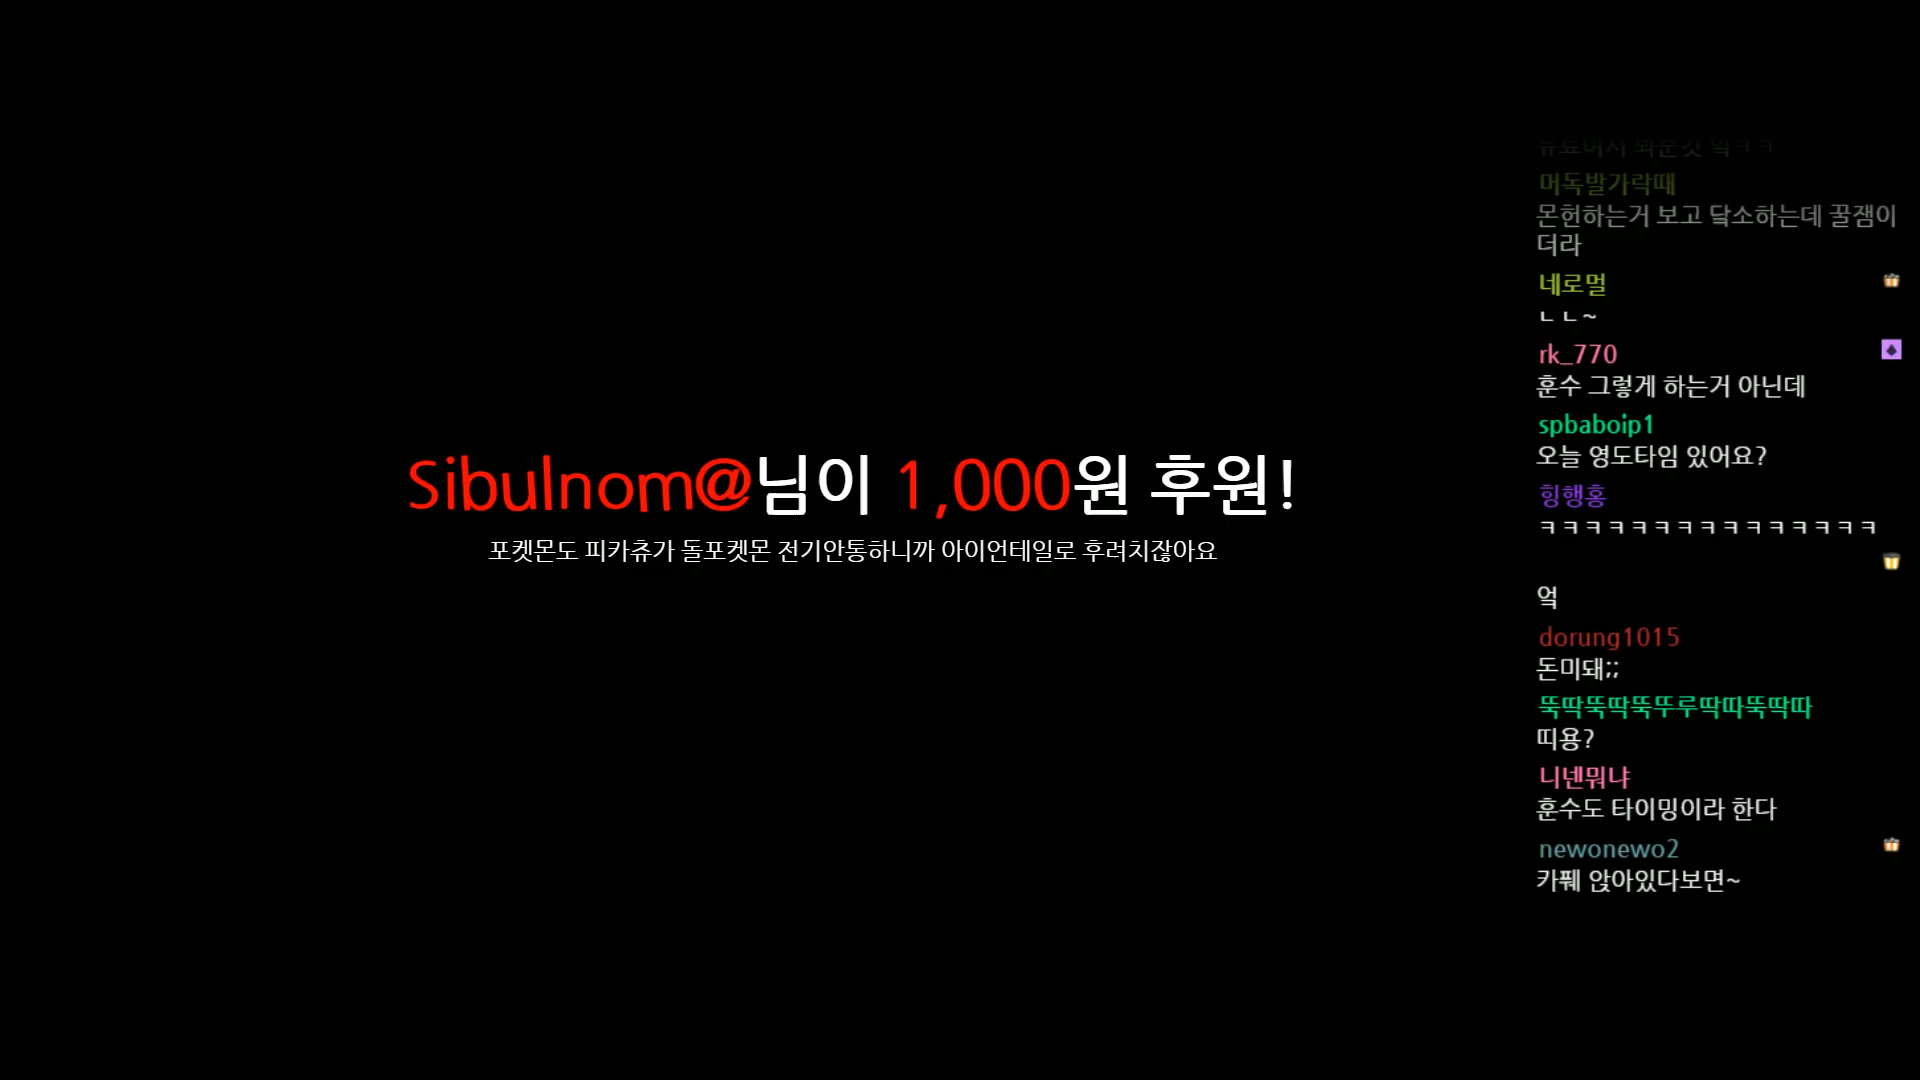 Sibulnom@님이 1,000원 후원!
포켓몬도 피카츄가 돌포켓몬 전기안통하니까 아이언테일로 후려치잖아요
머독발가락때
몬헌하는거 보고 닼소하는데 꿀잼이
더라
네로멀
ㄴㄴ~
rk_770
훈수 그렇게 하는거 아닌데
spbaboip1
오늘 영도타임 있어요?
힝행홍
ㅋㅋㅋㅋㅋㅋㅋㅋㅋㅋㅋㅋㅋㅋㅋ
엌
dorung1015
돈미돼;;
뚝딱뚝딱뚝뚜루딱따뚝딱따
띠용?
니넨뭐냐
훈수도 타이밍이라 한다
newonewo2
카풰 앉아있다보면~